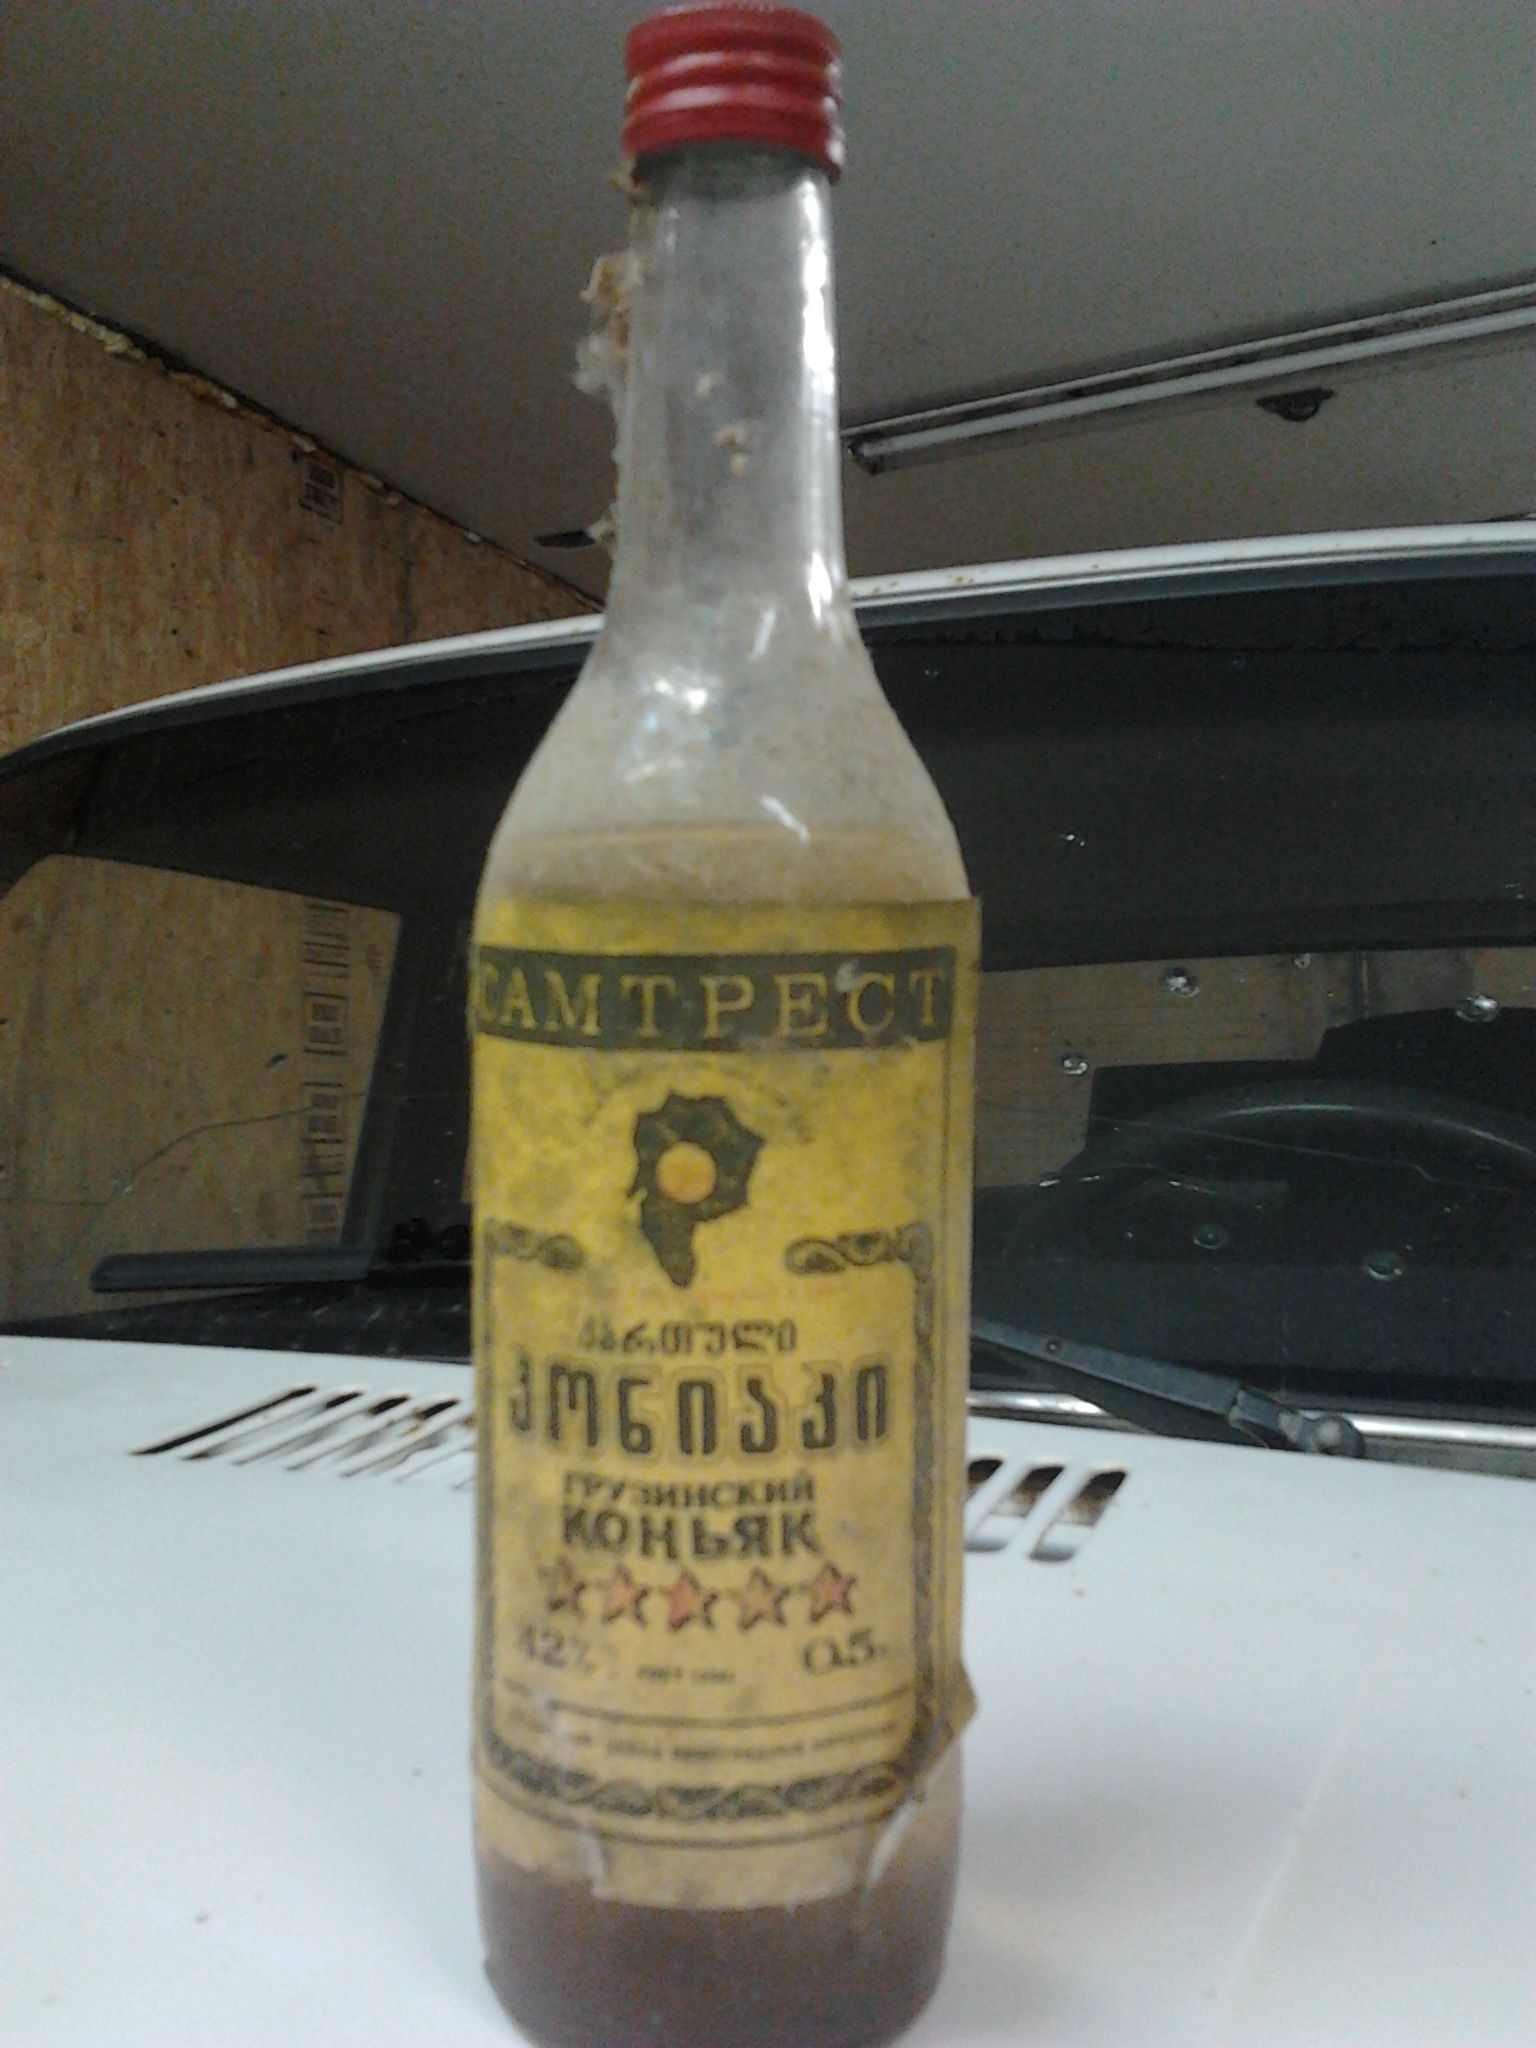 САМТРЕСТ
ქართული
კონიაკი
ГРУЗИНСКИЙ
КОНЬЯК
42% 0,5